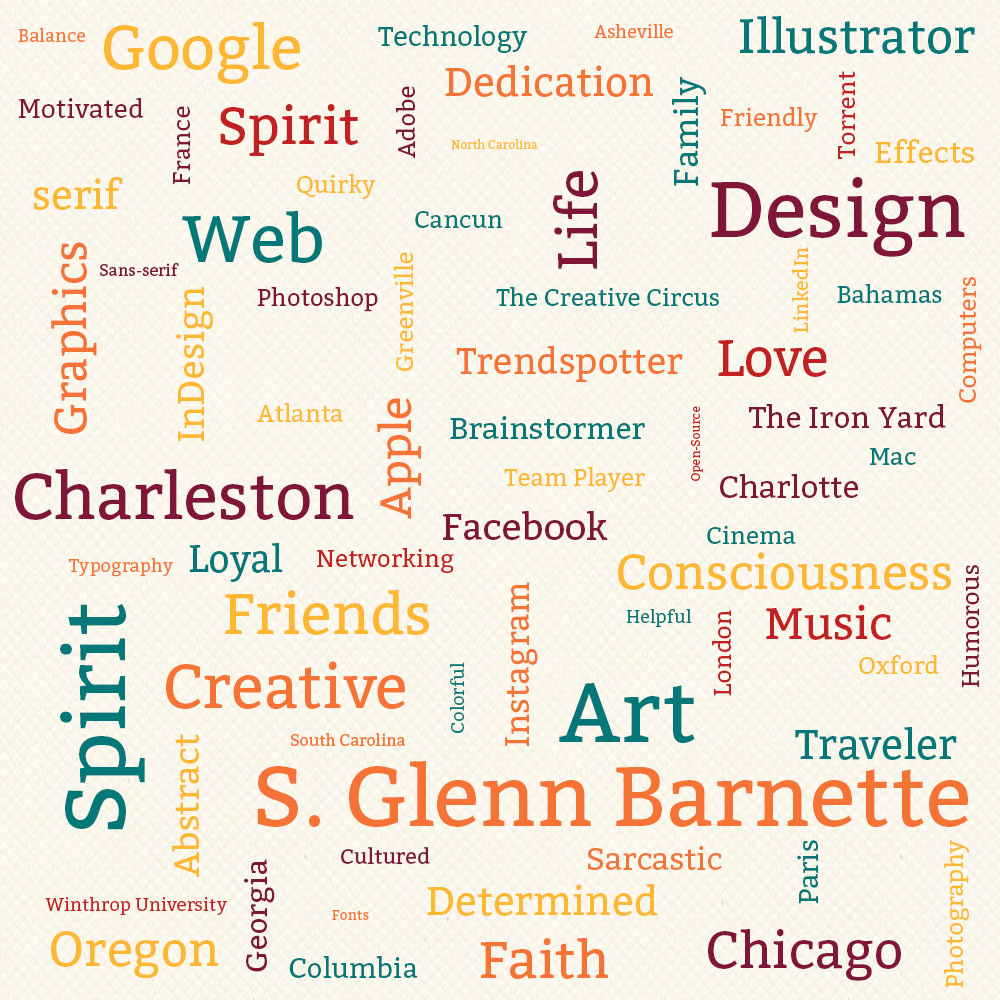 Balance
Google
Technology
Asheville
Illustrator
Motivated
France
Spirit
Adobe
Dedication
North Carolina
Family
Friendly
Torrent
Effects
serif
Quirky
Web
Cancun
Life
Design
Graphics
Sans-serif
InDesign
Photoshop
Greenville
The Creative Circus
LinkedIn
Bahamas
Computers
Trendspotter
Love
Atlanta
Apple
Brainstormer
Open-Source
The Iron Yard
Mac
Charleston
Team Player
Charlotte
Facebook
Cinema
Typography
Loyal
Networking
Consciousness
Humorous
Spirit
Friends
Instagram
Helpful
London
Music
Oxford
Creative
Colorful
Art
Abstract
South Carolina
Traveler
S. Glenn Barnette
Cultured
Sarcastic
Paris
Photography
Winthrop University
Georgia
Fonts
Determined
Oregon
Columbia
Faith
Chicago